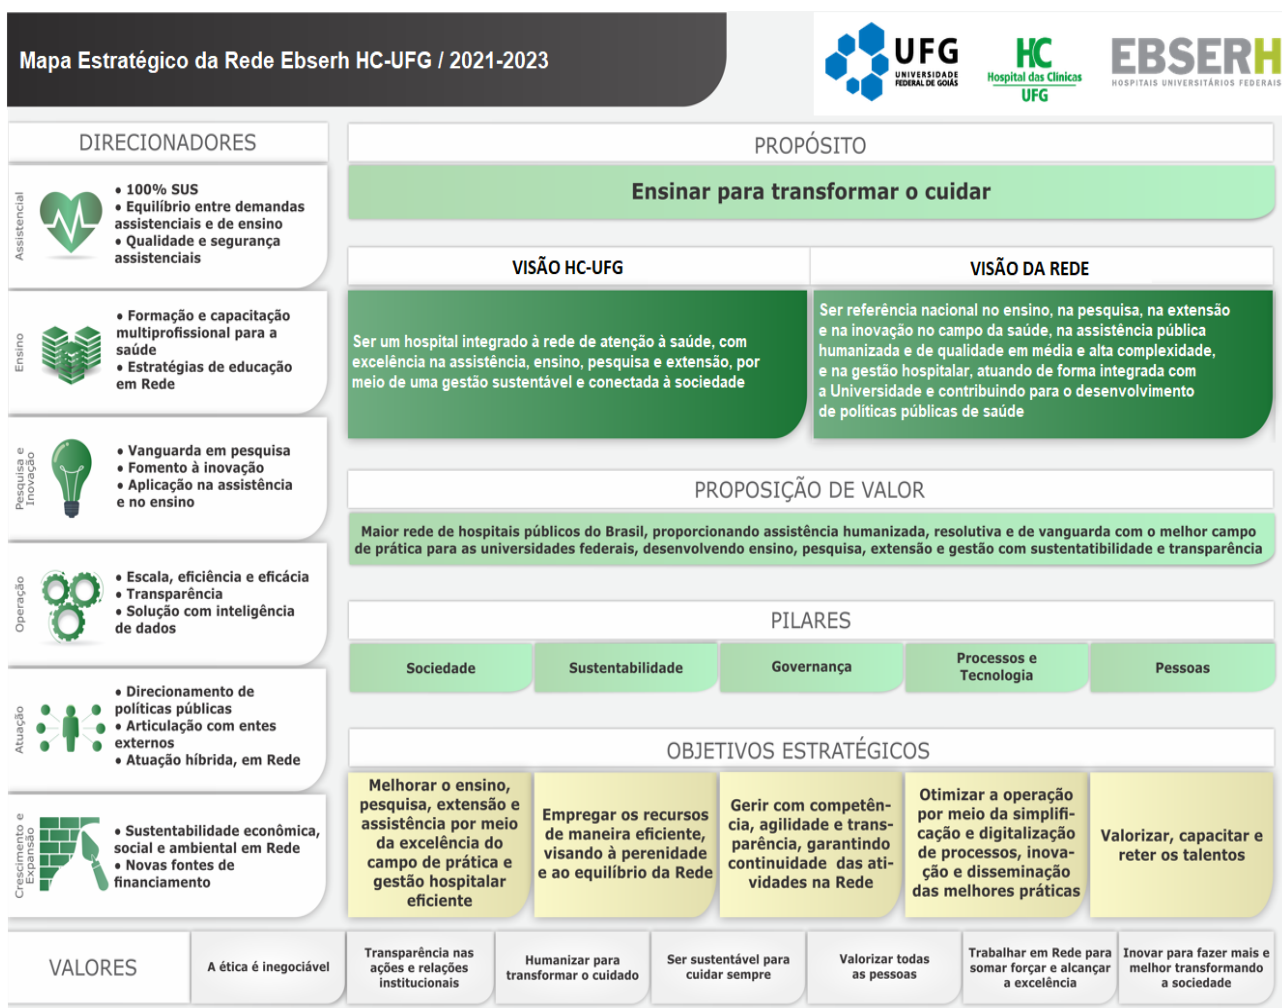 Mapa Estratégico da Rede Ebserh HC-UFG / 2021-2023
UFG
UNIVERSIDADE
FEDERAL DE GOIÁS
HC
Hospital das Clínicas
UFG
EBSERH
HOSPITAIS UNIVERSITÁRIOS FEDERAIS
DIRECIONADORES
Assistencial
• 100% SUS
• Equilíbrio entre demandas
assistenciais e de ensino
• Qualidade e segurança
assistenciais
Ensino
• Formação e capacitação
multiprofissional para a
saúde
• Estratégias de educação
em Rede
Pesquisa e
Inovação
• Vanguarda em pesquisa
• Fomento à inovação
• Aplicação na assistência
e no ensino
Operação
• Escala, eficiência e eficácia
• Transparência
• Solução com inteligência
de dados
Atuação
• Direcionamento de
políticas públicas
• Articulação com entes
externos
• Atuação híbrida, em Rede
Crescimento e
Expansão
• Sustentabilidade econômica,
social e ambiental em Rede
• Novas fontes de
financiamento
PROPÓSITO
Ensinar para transformar o cuidar
VISÃO HC-UFG
Ser um hospital integrado à rede de atenção à saúde, com
excelência na assistência, ensino, pesquisa e extensão, por
meio de uma gestão sustentável e conectada à sociedade
VISÃO DA REDE
Ser referência nacional no ensino, na pesquisa, na extensão
e na inovação no campo da saúde, na assistência pública
humanizada e de qualidade em média e alta complexidade,
e na gestão hospitalar, atuando de forma integrada com
a Universidade e contribuindo para o desenvolvimento
de políticas públicas de saúde
PROPOSIÇÃO DE VALOR
Maior rede de hospitais públicos do Brasil, proporcionando assistência humanizada, resolutiva e de vanguarda com o melhor campo
de prática para as universidades federais, desenvolvendo ensino, pesquisa, extensão e gestão com sustentatibilidade e transparência
PILARES
Sociedade
Sustentabilidade
Governança
Processos e
Tecnologia
Pessoas
OBJETIVOS ESTRATÉGICOS
Melhorar o ensino,
pesquisa, extensão e
assistência por meio
da excelência do
campo de prática e
gestão hospitalar
eficiente
Empregar os recursos
de maneira eficiente,
visando à perenidade
e ao equilíbrio da Rede
Gerir com competên-
cia, agilidade e trans-
parência, garantindo
continuidade das ati-
vidades na Rede
Otimizar a operação
por meio da simplifi-
cação e digitalização
de processos, inova-
ção e disseminação
das melhores práticas
Valorizar, capacitar e
reter os talentos
VALORES
A ética é inegociável
Transparência nas
ações e relações
institucionais
Humanizar para
transformar o cuidado
Ser sustentável para
cuidar sempre
Valorizar todas
as pessoas
Trabalhar em Rede para
somar forçar e alcançar
a excelência
Inovar para fazer mais e
melhor transformando
a sociedade